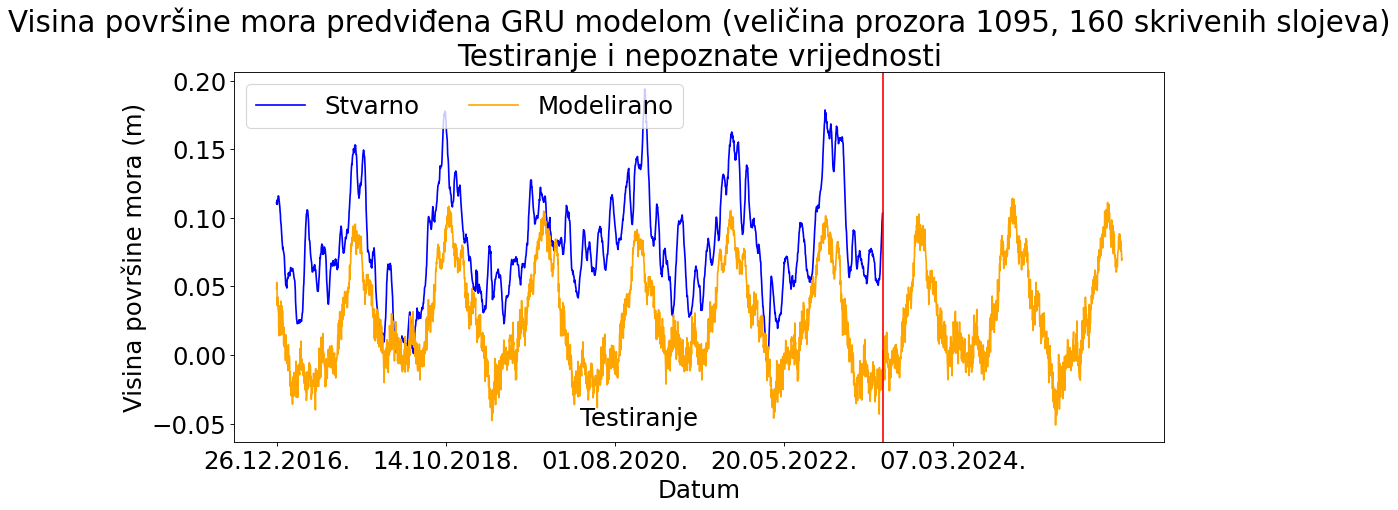 Visina površine mora predviđena GRU modelom (veličina prozora 1095, 160 skrivenih slojeva)
Testiranje i nepoznate vrijednosti
Stvarno Modelirano
Visina površine mora (m)
0.20
0.15
0.10
0.05
0.00
−0.05
Testiranje
26.12.2016. 14.10.2018. 01.08.2020. 20.05.2022. 07.03.2024.
Datum